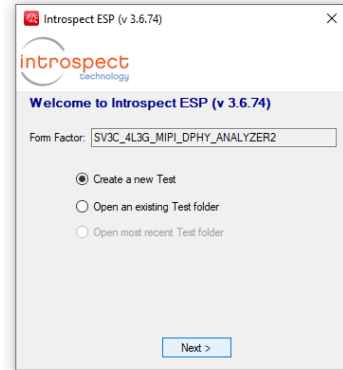 Introspect ESP (v 3.6.74)
introspect
technology
Welcome to Introspect ESP (v 3.6.74)
Form Factor: SV3C_4L3G_MIPI_DPHY_ANALYZER2
Create a new Test
Open an existing Test folder
Open most recent Test folder
Next >